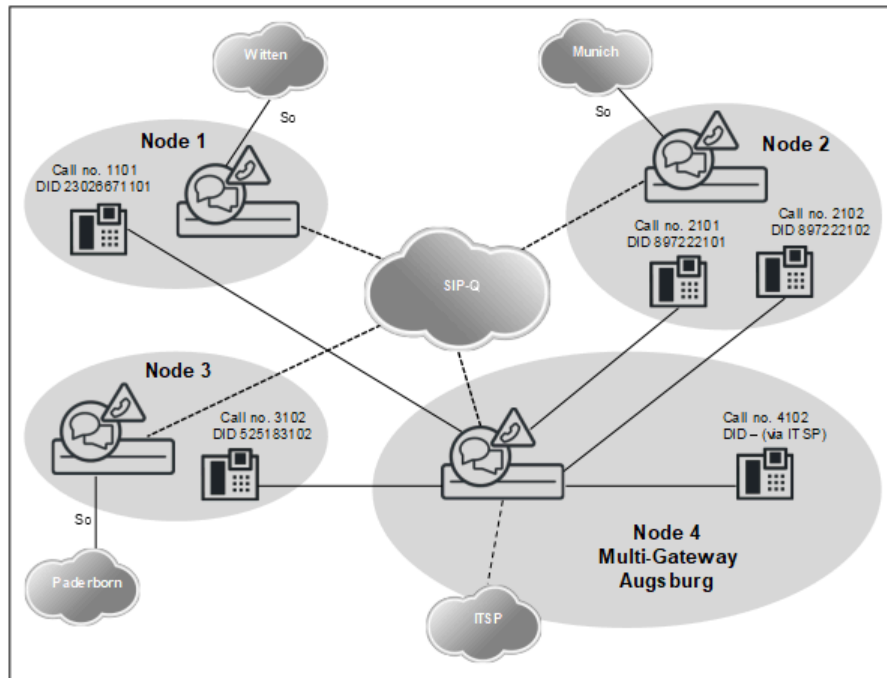 Witten
Munich
So
So
Node 1
Node 2
Call no. 1101
DID 23026671101
Call no. 2101
DID 897222101
Call no. 2102
DID 897222102
SIP-Q
Node 3
Call no. 3102
DID 525183102
Call no. 4102
DID – (via ITSP)
So
Node 4
Multi-Gateway
Augsburg
Paderborn
ITSP